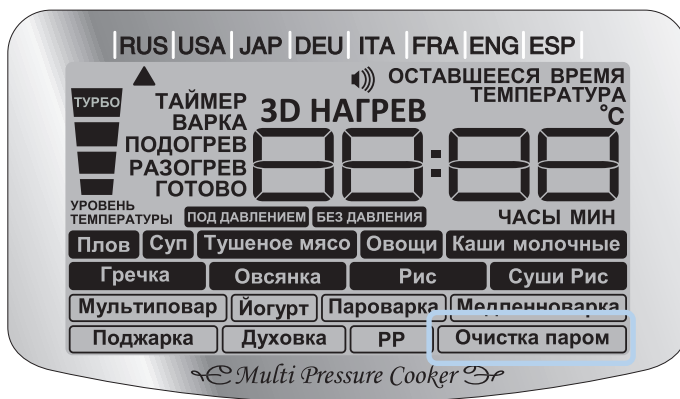 RUS USA JAP DEU ITA FRA ENG ESP
ОСТАВШЕЕСЯ ВРЕМЯ
ТУРБО ТАЙМЕР 3D НАГРЕВ ТЕМПЕРАТУРА
ВАРКА °C
ПОДОГРЕВ 88:88
РАЗОГРЕВ
ГОТОВО
УРОВЕНЬ
ТЕМПЕРАТУРЫ ПОД ДАВЛЕНИЕМ БЕЗ ДАВЛЕНИЯ ЧАСЫ МИН
Плов Суп Тушеное мясо Овощи Каши молочные
Гречка Овсянка Рис Суши Рис
Мультиповар Йогурт Пароварка Медленноварка
Поджарка Духовка PP Очистка паром
Multi Pressure Cooker